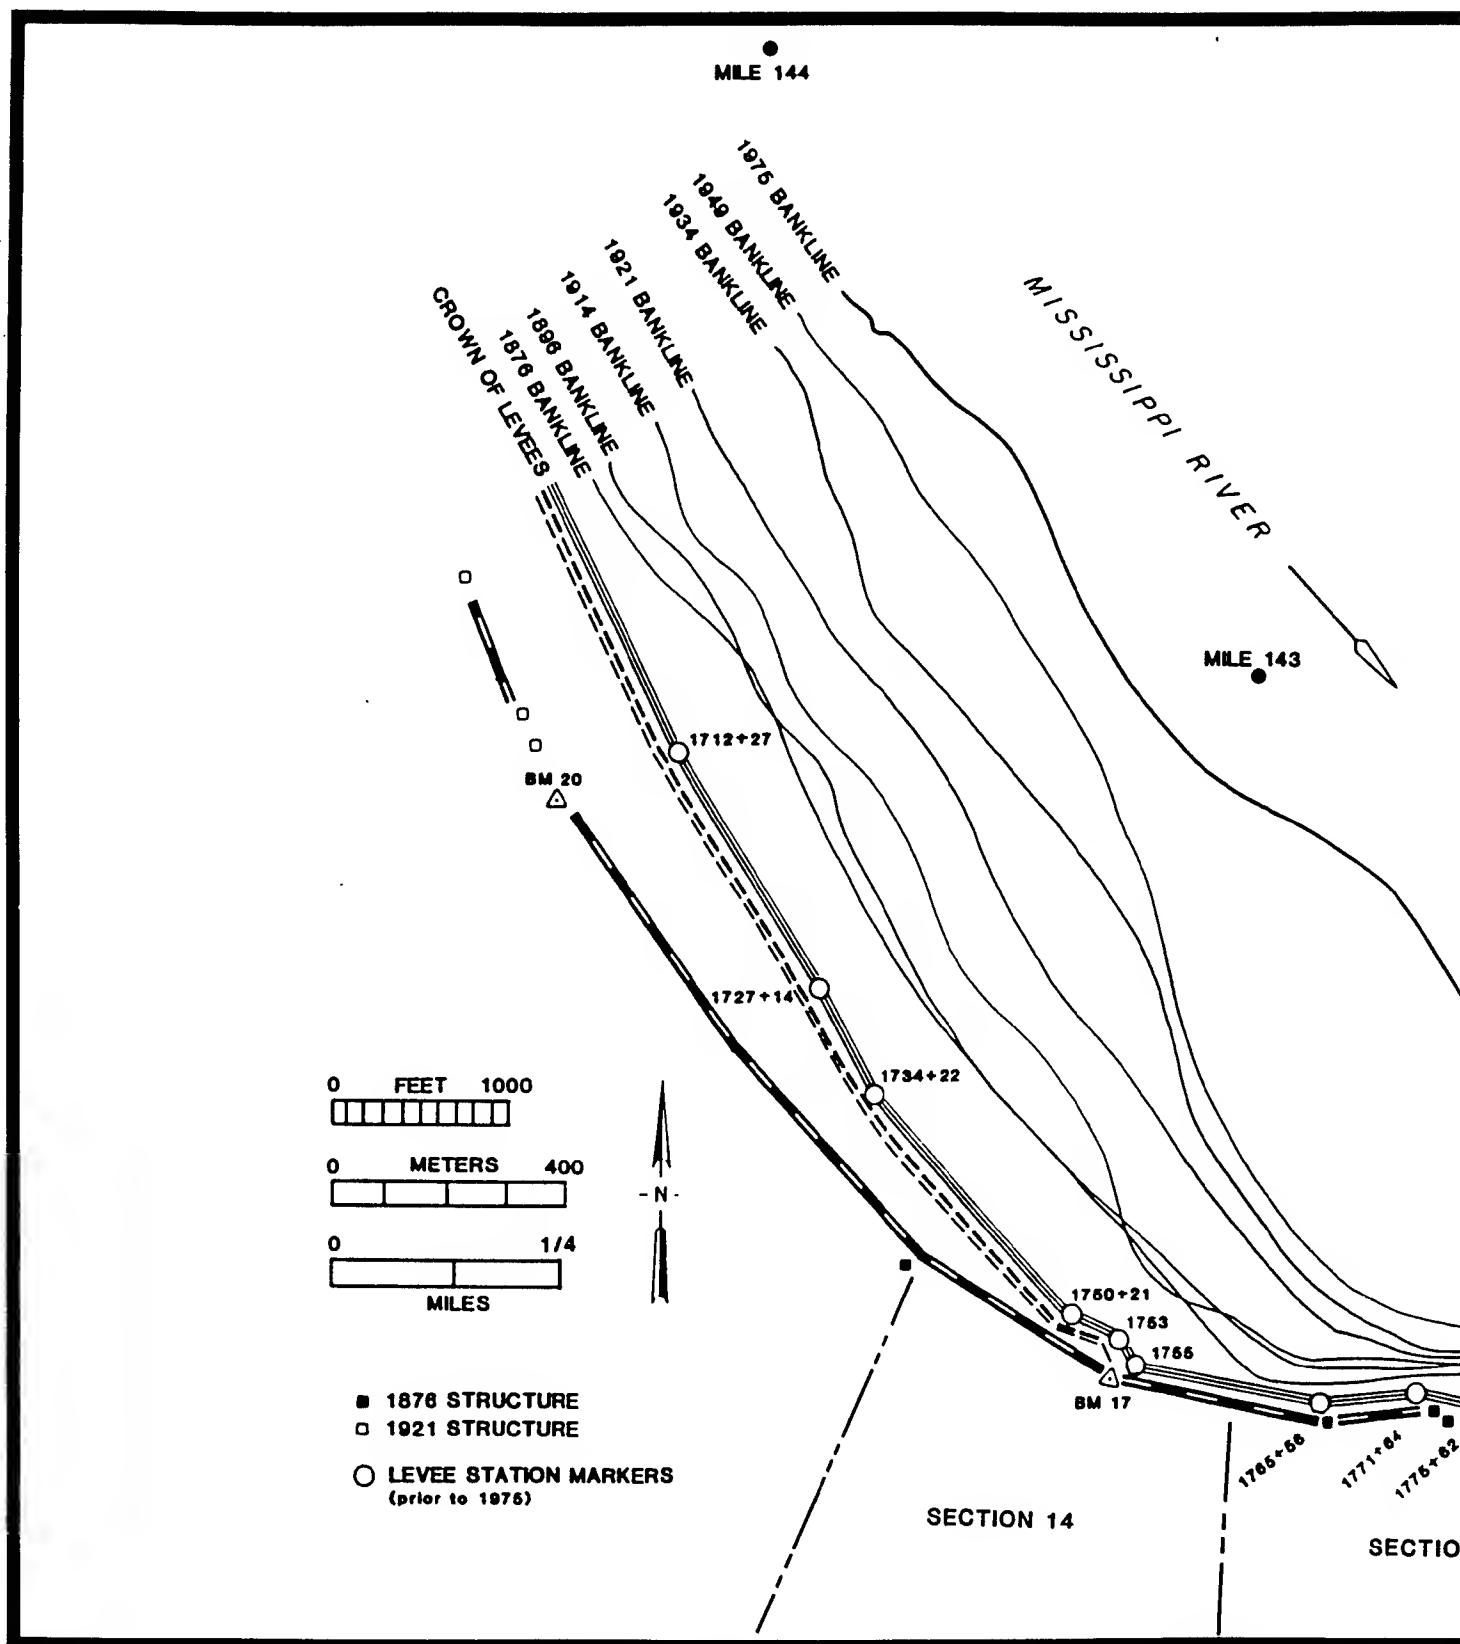 MILE 144
1975 BANKLINE
1949 BANKLINE
1934 BANKLINE
1921 BANKLINE
1914 BANKLINE
1896 BANKLINE
1876 BANKLINE
CROWN OF LEVEES
MISSISSIPPI RIVER
MILE 143
1712+27
BM 20
1727+14
1734+22
0 FEET 1000
0 METERS 400
0 1/4
MILES
-N-
1750+21
1753
1755
BM 17
1876 STRUCTURE
1921 STRUCTURE
LEVEE STATION MARKERS
(prior to 1975)
1765+56
1771+64
1775+62
SECTION 14
SECTIO